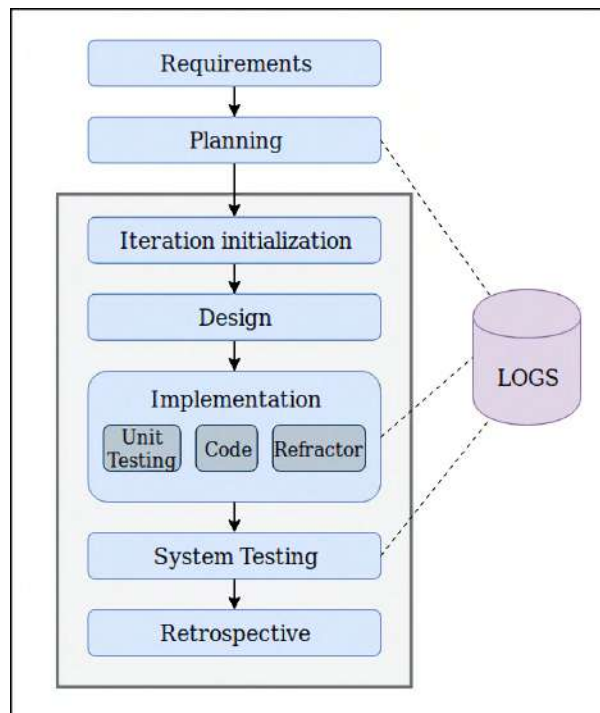 Requirements
Planning
Iteration initialization
Design
Implementation
Unit
Testing
Code
Refractor
System Testing
Retrospective
LOGS